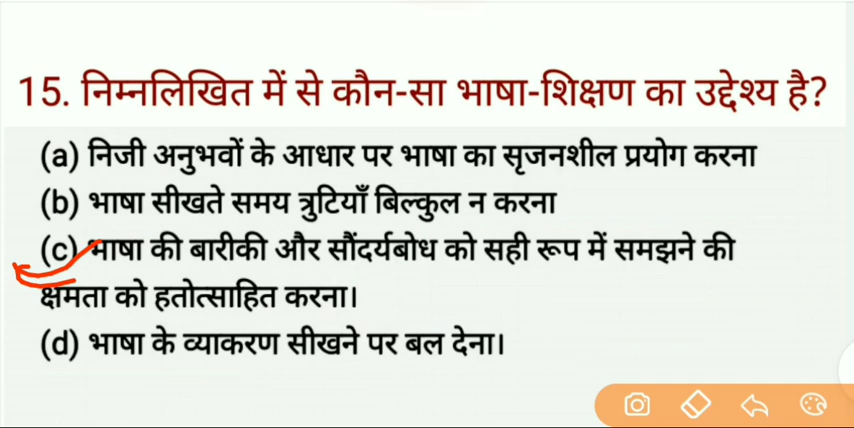 15. निम्नलिखित में से कौन-सा भाषा-शिक्षण का उद्देश्य है?
(a) निजी अनुभवों के आधार पर भाषा का सृजनशील प्रयोग करना
(b) भाषा सीखते समय त्रुटियाँ बिल्कुल न करना
(c) भाषा की बारीकी और सौंदर्यबोध को सही रूप में समझने की
क्षमता को हतोत्साहित करना।
(d) भाषा के व्याकरण सीखने पर बल देना।